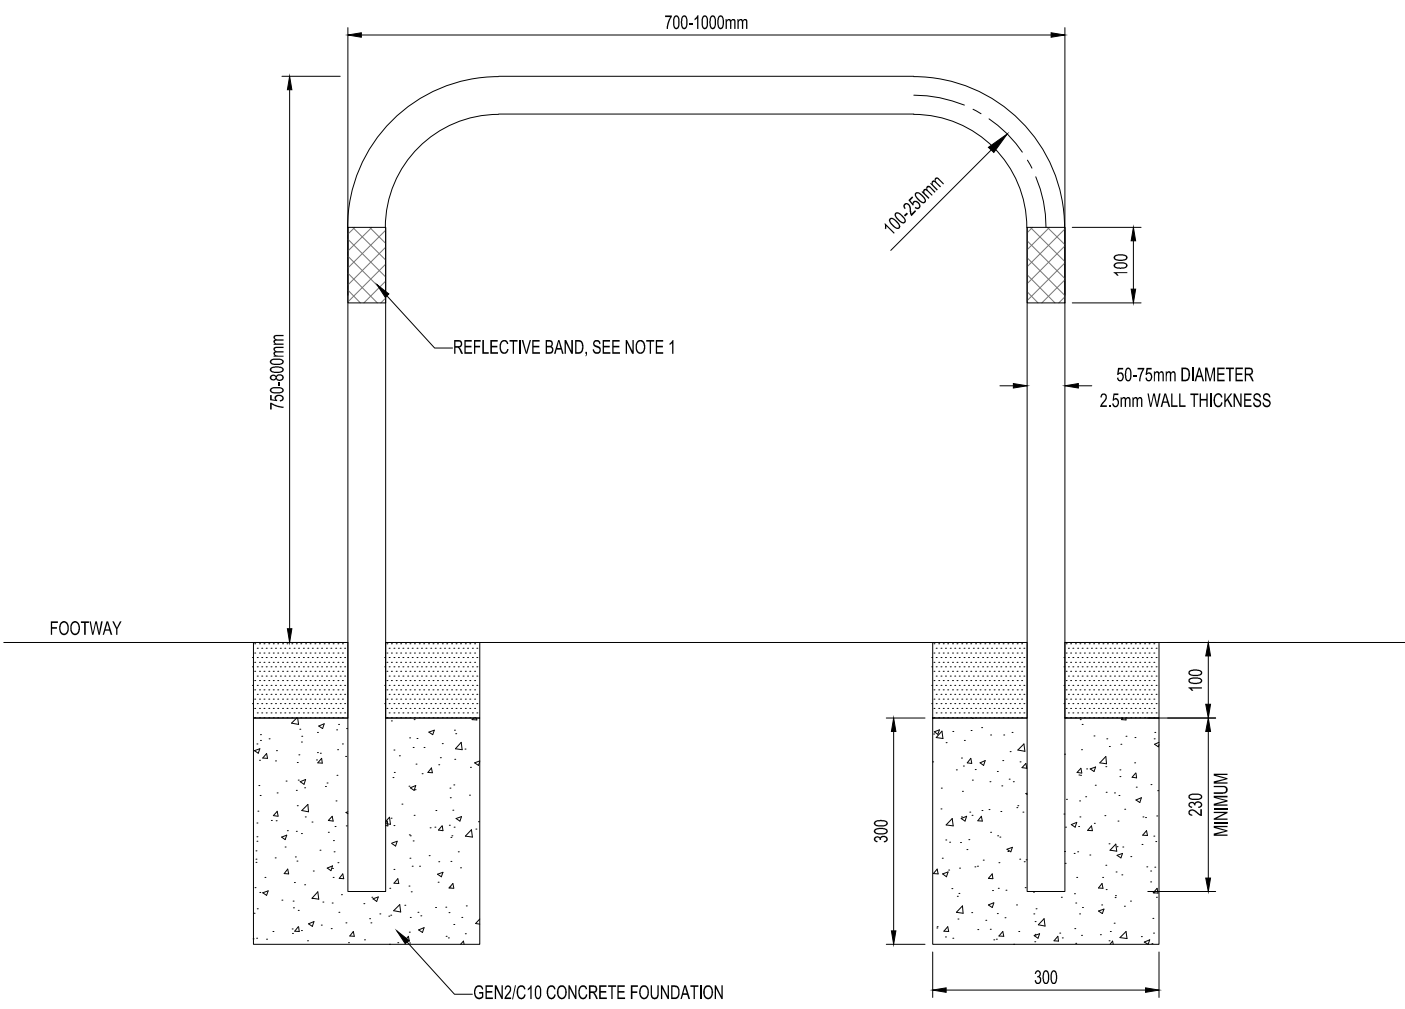 700-1000mm
100-250mm
100
REFLECTIVE BAND, SEE NOTE 1
750-800mm
50-75mm DIAMETER
2.5mm WALL THICKNESS
FOOTWAY
100
230
MINIMUM
300
300
GEN2/C10 CONCRETE FOUNDATION